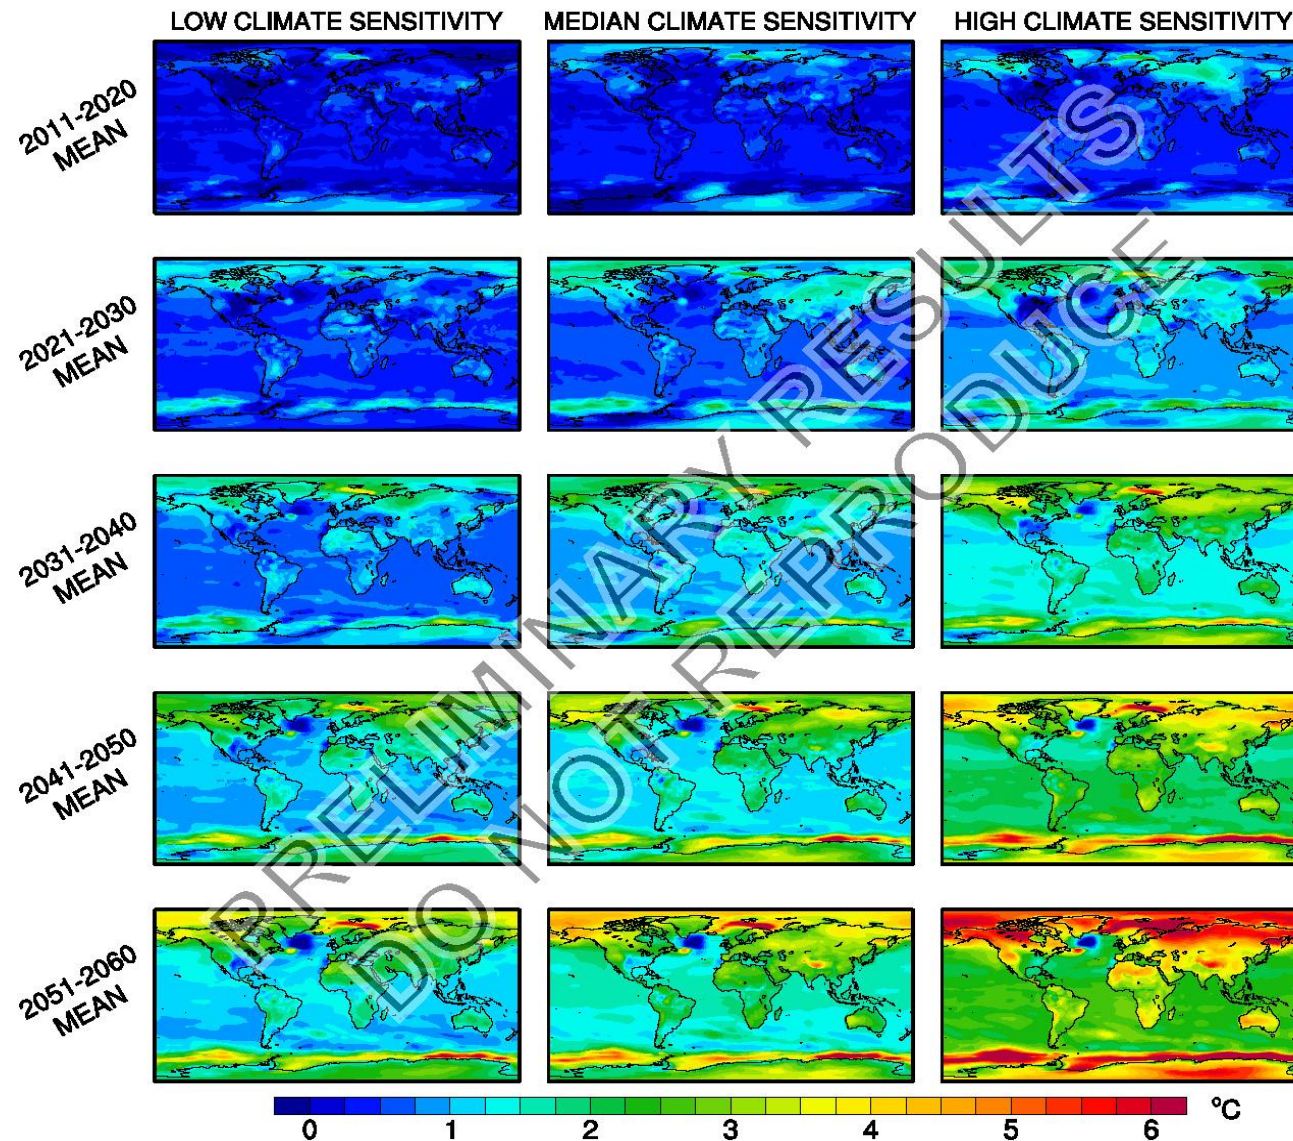 LOW CLIMATE SENSITIVITY
MEDIAN CLIMATE SENSITIVITY
HIGH CLIMATE SENSITIVITY
2011-2020
MEAN
2021-2030
MEAN
2031-2040
MEAN
2041-2050
MEAN
2051-2060
MEAN
PRELIMINARY RESULTS
DO NOT REPRODUCE
0 1 2 3 4 5 6 °C